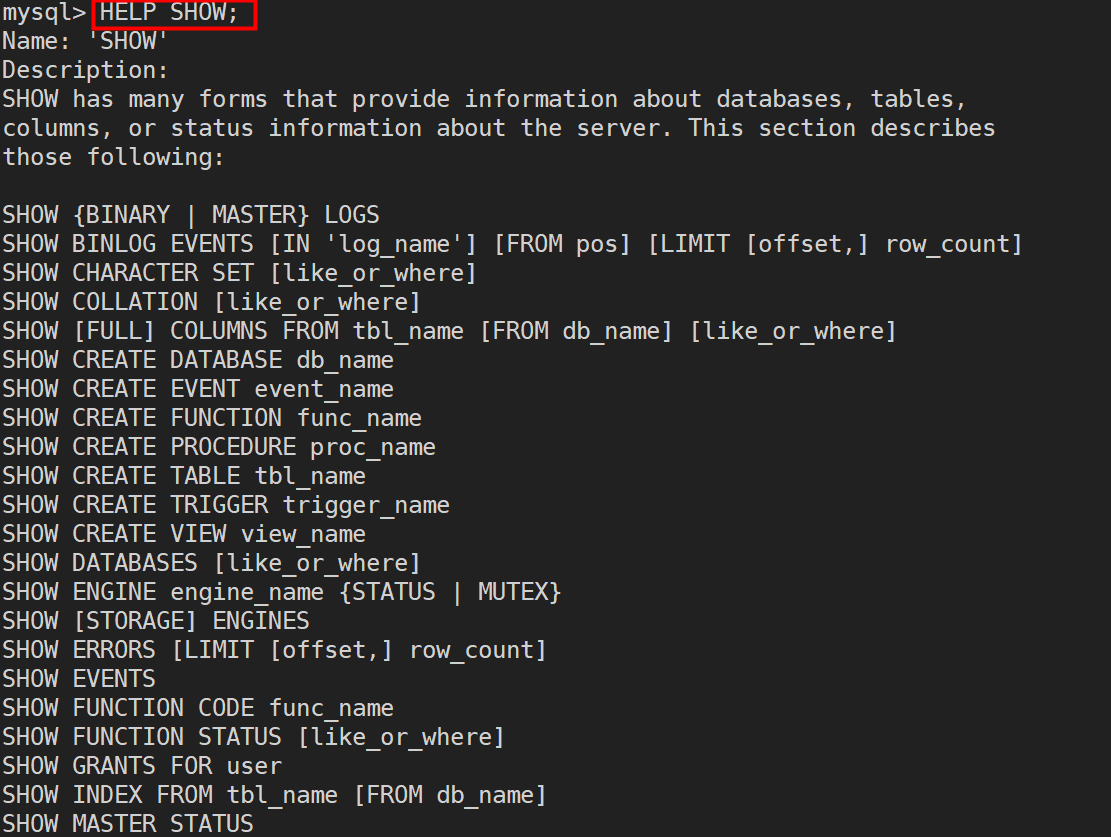 mysql> HELP SHOW;
Name: 'SHOW'
Description:
SHOW has many forms that provide information about databases, tables,
columns, or status information about the server. This section describes
those following:

SHOW {BINARY | MASTER} LOGS
SHOW BINLOG EVENTS [IN 'log_name'] [FROM pos] [LIMIT [offset,] row_count]
SHOW CHARACTER SET [like_or_where]
SHOW COLLATION [like_or_where]
SHOW [FULL] COLUMNS FROM tbl_name [FROM db_name] [like_or_where]
SHOW CREATE DATABASE db_name
SHOW CREATE EVENT event_name
SHOW CREATE FUNCTION func_name
SHOW CREATE PROCEDURE proc_name
SHOW CREATE TABLE tbl_name
SHOW CREATE TRIGGER trigger_name
SHOW CREATE VIEW view_name
SHOW DATABASES [like_or_where]
SHOW ENGINE engine_name {STATUS | MUTEX}
SHOW [STORAGE] ENGINES
SHOW ERRORS [LIMIT [offset,] row_count]
SHOW EVENTS
SHOW FUNCTION CODE func_name
SHOW FUNCTION STATUS [like_or_where]
SHOW GRANTS FOR user
SHOW INDEX FROM tbl_name [FROM db_name]
SHOW MASTER STATUS